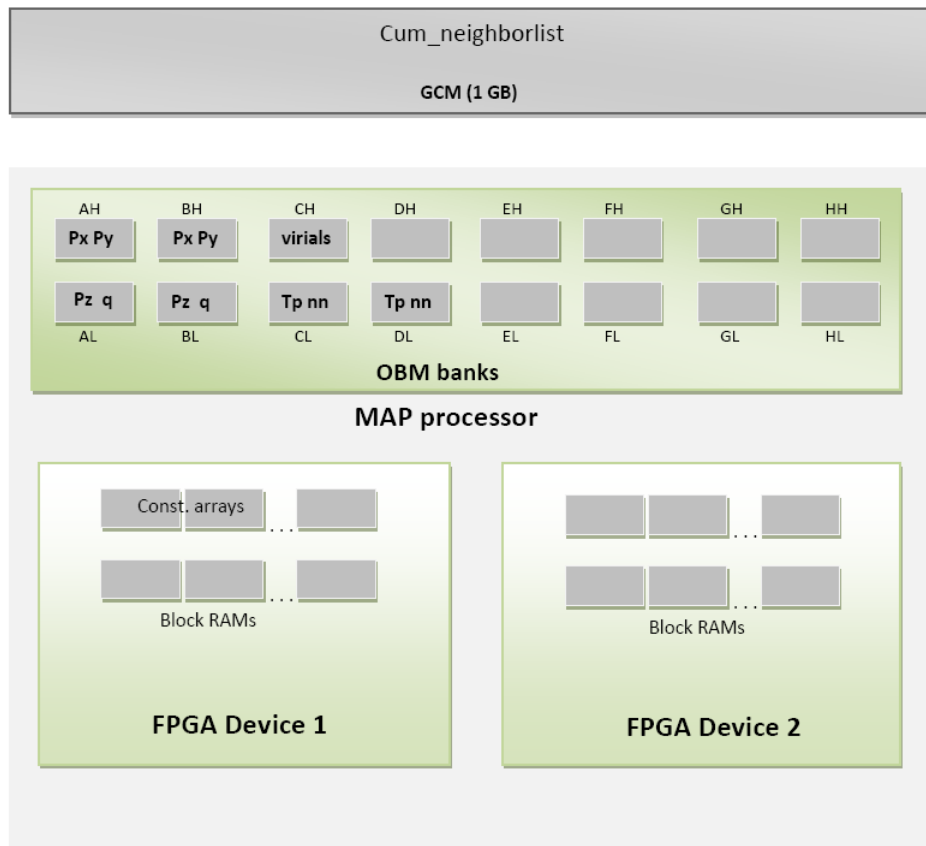 Cum_neighborlist
GCM (1 GB)
AH BH CH DH EH FH GH HH
Px Py Px Py virials
Pz q Pz q Tp nn Tp nn
AL BL CL DL EL FL GL HL
OBM banks
MAP processor
Const. arrays
. . .
. . .
Block RAMs
FPGA Device 1
. . .
. . .
Block RAMs
FPGA Device 2